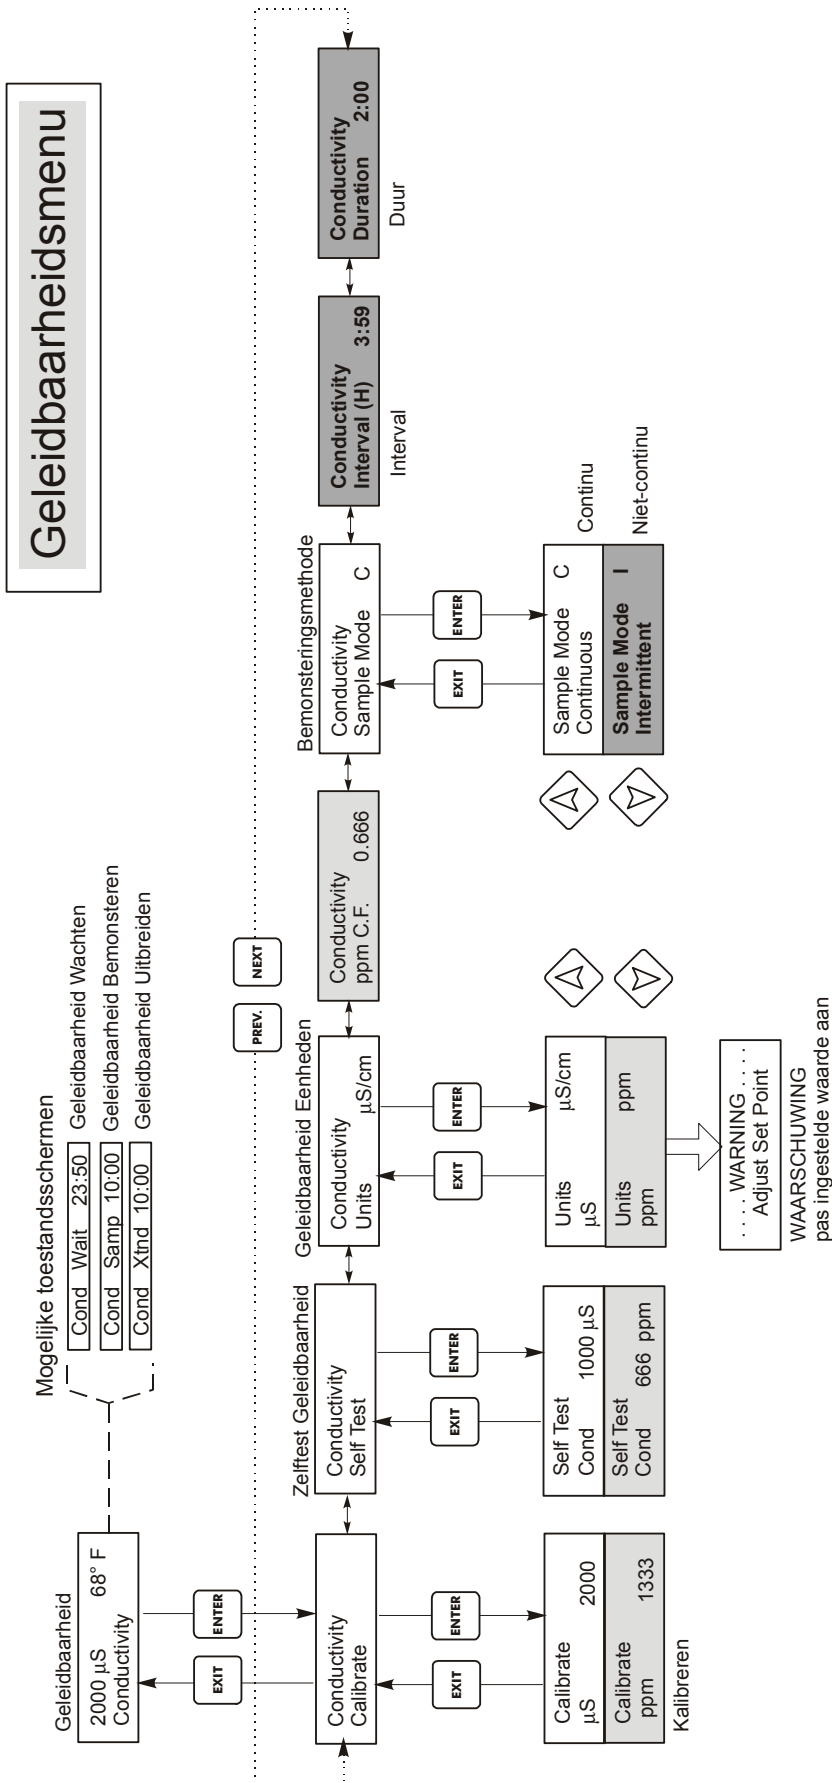 Geleidbaarheidsmenu
Geleidbaarheid
2000 µS 68° F
Conductivity
Mogelijke toestandsschermen
Cond Wait 23:50 Geleidbaarheid Wachten
Cond Samp 10:00 Geleidbaarheid Bemonsteren
Cond Xtnd 10:00 Geleidbaarheid Uitbreiden
EXIT
ENTER
PREV.
NEXT
Conductivity
Calibrate
Zelftest Geleidbaarheid
Conductivity
Self Test
Geleidbaarheid Eenheden
Conductivity
Units µS/cm
Conductivity
ppm C.F. 0.666
Bemonsteringsmethode
Conductivity
Sample Mode C
Conductivity
Interval (H) 3:59
Interval
Conductivity
Duration 2:00
Duur
EXIT
ENTER
EXIT
ENTER
EXIT
ENTER
EXIT
ENTER
Calibrate
µS 2000
Calibrate
ppm 1333
Kalibreren
Self Test
Cond 1000 µS
Self Test
Cond 666 ppm
Units µS/cm
µS
Units ppm
ppm
. . . . . WARNING . . . . .
Adjust Set Point
WAARSCHUWING
pas ingestelde waarde aan
Sample Mode C
Continuous
Continu
Sample Mode I
Intermittent
Niet-continu